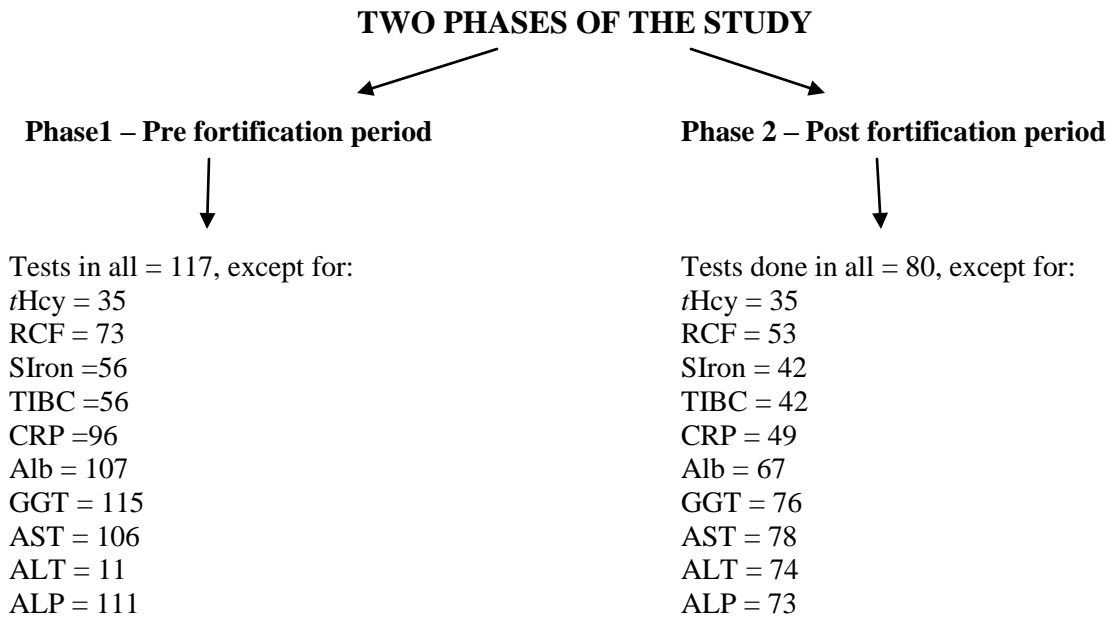 TWO PHASES OF THE STUDY
Phase1 – Pre fortification period
Tests in all = 117, except for:
tHcy = 35
RCF = 73
SIron =56
TIBC =56
CRP =96
Alb = 107
GGT = 115
AST = 106
ALT = 11
ALP = 111
Phase 2 – Post fortification period
Tests done in all = 80, except for:
tHcy = 35
RCF = 53
SIron = 42
TIBC = 42
CRP = 49
Alb = 67
GGT = 76
AST = 78
ALT = 74
ALP = 73